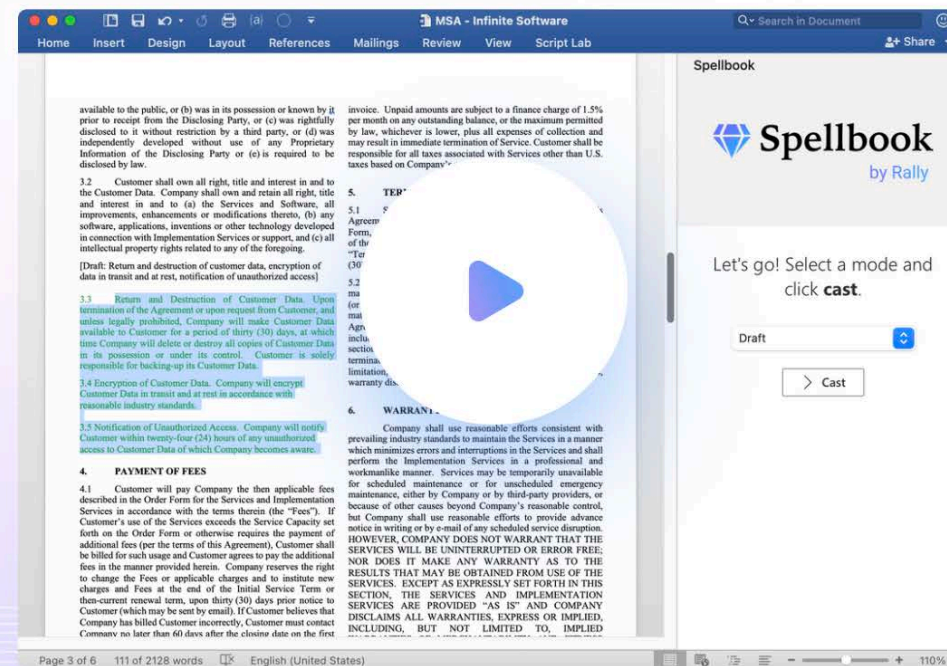 MSA - Infinite Software
Search in Document
Home Insert Design Layout References Mailings Review View Script Lab
Share
available to the public, or (b) was in its possession or known by it
prior to receipt from the Disclosing Party, or (c) was rightfully
disclosed to it without restriction by a third party, or (d) was
independently developed without use of any Proprietary
Information of the Disclosing Party or (e) is required to be
disclosed by law.
3.2 Customer shall own all right, title and interest in and to
the Customer Data. Company shall own and retain all right, title
and interest in and to (a) the Services and Software, all
improvements, enhancements or modifications thereto, (b) any
software, applications, inventions or other technology developed
in connection with Implementation Services or support, and (c) all
intellectual property rights related to any of the foregoing.
[Draft: Return and destruction of customer data, encryption of
data in transit and at rest, notification of unauthorized access]
3.3 Return and Destruction of Customer Data. Upon
termination of the Agreement or upon request from Customer, and
unless legally prohibited, Company will make Customer Data
available to Customer for a period of thirty (30) days, at which
time Company will delete or destroy all copies of Customer Data
in its possession or under its control. Customer is solely
responsible for backing-up its Customer Data.
3.4 Encryption of Customer Data. Company will encrypt
Customer Data in transit and at rest in accordance with
reasonable industry standards.
3.5 Notification of Unauthorized Access. Company will notify
Customer within twenty-four (24) hours of any unauthorized
access to Customer Data of which Company becomes aware.
4. PAYMENT OF FEES
4.1 Customer will pay Company the then applicable fees
described in the Order Form for the Services and Implementation
Services in accordance with the terms therein (the “Fees”). If
Customer’s use of the Services exceeds the Service Capacity set
forth on the Order Form or otherwise requires the payment of
additional fees (per the terms of this Agreement), Customer shall
be billed for such usage and Customer agrees to pay the additional
fees in the manner provided herein. Company reserves the right
to change the Fees or applicable charges and to institute new
charges and Fees at the end of the Initial Service Term or
then-current renewal term, upon thirty (30) days prior notice to
Customer (which may be sent by email). If Customer believes that
Company has billed Customer incorrectly, Customer must contact
Company no later than 60 days after the closing date on the first
invoice. Unpaid amounts are subject to a finance charge of 1.5%
per month on any outstanding balance, or the maximum permitted
by law, whichever is lower, plus all expenses of collection and
may result in immediate termination of Service. Customer shall be
responsible for all taxes associated with Services other than U.S.
taxes based on Company’s
5.
5.1
Form,
of the
5.2
(or
limitation,
warranty
6.
Company shall use reasonable efforts consistent with
prevailing industry standards to maintain the Services in a manner
which minimizes errors and interruptions in the Services and shall
perform the Implementation Services in a professional and
workmanlike manner. Services may be temporarily unavailable
for scheduled maintenance or for unscheduled emergency
maintenance, either by Company or by third-party providers, or
because of other causes beyond Company’s reasonable control,
but Company shall use reasonable efforts to provide advance
notice in writing or by e-mail of any scheduled service disruption.
HOWEVER, COMPANY DOES NOT WARRANT THAT THE
SERVICES WILL BE UNINTERRUPTED OR ERROR FREE;
NOR DOES IT MAKE ANY WARRANTY AS TO THE
RESULTS THAT MAY BE OBTAINED FROM USE OF THE
SERVICES. EXCEPT AS EXPRESSLY SET FORTH IN THIS
SECTION, THE SERVICES AND IMPLEMENTATION
SERVICES ARE PROVIDED “AS IS” AND COMPANY
DISCLAIMS ALL WARRANTIES, EXPRESS OR IMPLIED,
INCLUDING, BUT NOT LIMITED TO, IMPLIED
Spellbook
Spellbook
by Rally
Let's go! Select a mode and
click cast.
Draft
Cast
Page 3 of 6 111 of 2128 words English (United States) 110%